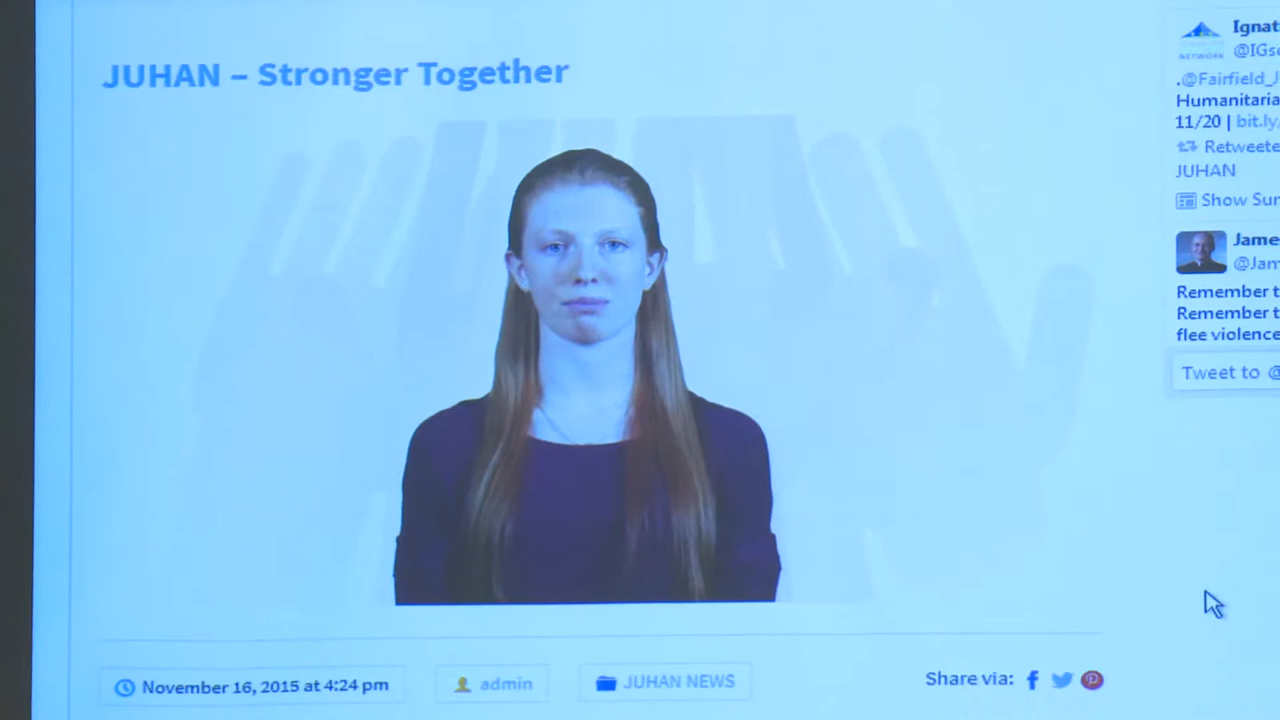 JUHAN – Stronger Together
November 16, 2015 at 4:24 pm
admin
JUHAN NEWS
Share via:
NETWORK
@Fairfield_J
Humanitaria
11/20 | bit.ly/
Retweete
JUHAN
Show Sur
Jame
@Jam
Remember t
Remember t
flee violence
Tweet to @